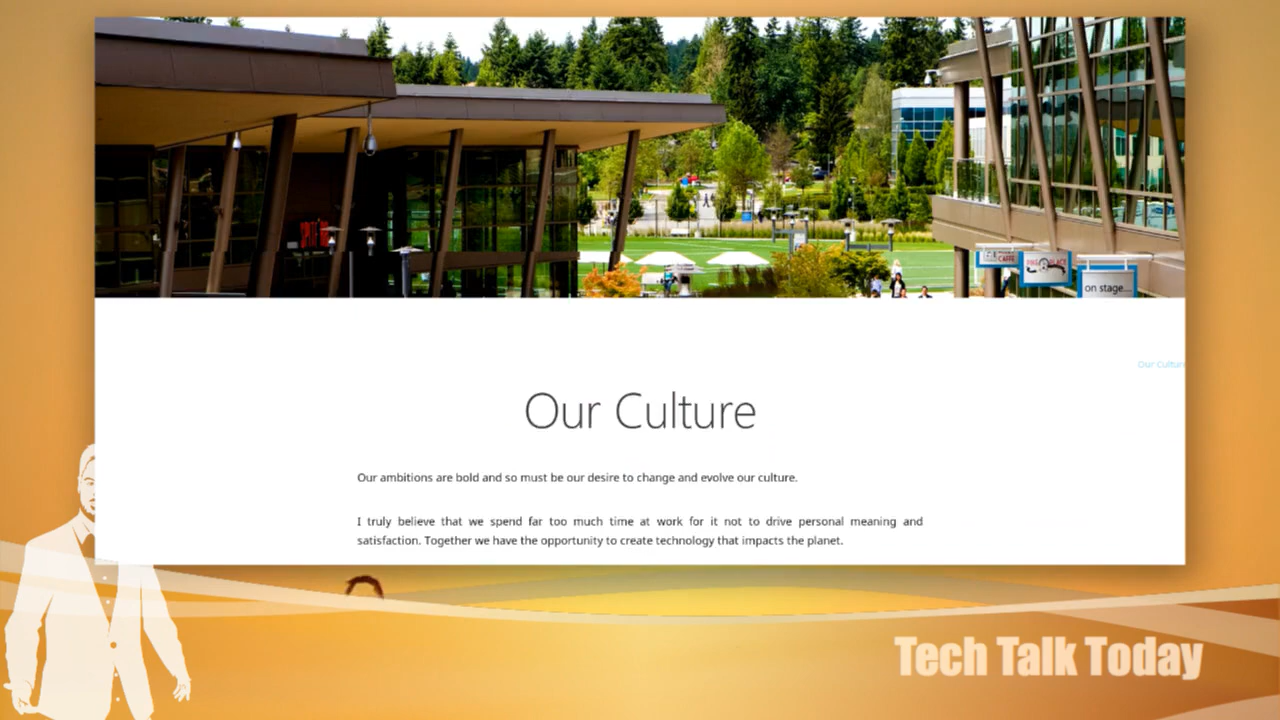 on stage...
Our Culture
Our Culture
Our ambitions are bold and so must be our desire to change and evolve our culture.
I truly believe that we spend far too much time at work for it not to drive personal meaning and
satisfaction. Together we have the opportunity to create technology that impacts the planet.
Tech Talk Today